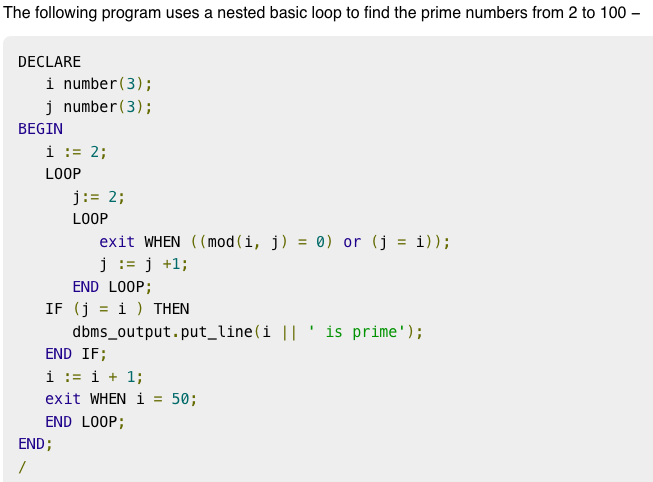 The following program uses a nested basic loop to find the prime numbers from 2 to 100 −
DECLARE
   i number(3);
   j number(3);
BEGIN
   i := 2;
   LOOP
      j:= 2;
      LOOP
         exit WHEN ((mod(i, j) = 0) or (j = i));
         j := j +1;
      END LOOP;
   IF (j = i ) THEN
      dbms_output.put_line(i || ' is prime');
   END IF;
   i := i + 1;
   exit WHEN i = 50;
   END LOOP;
END;
/